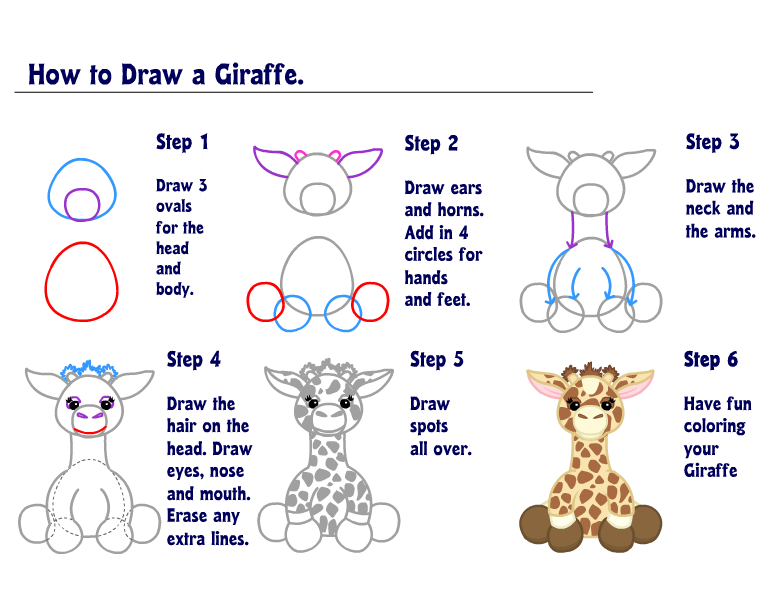 How to Draw a Giraffe.
Step 1
Draw 3
ovals
for the
head
and
body.
Step 2
Draw ears
and horns.
Add in 4
circles for
hands
and feet.
Step 3
Draw the
neck and
the arms.
Step 4
Draw the
hair on the
head. Draw
eyes, nose
and mouth.
Erase any
extra lines.
Step 5
Draw
spots
all over.
Step 6
Have fun
coloring
your
Giraffe